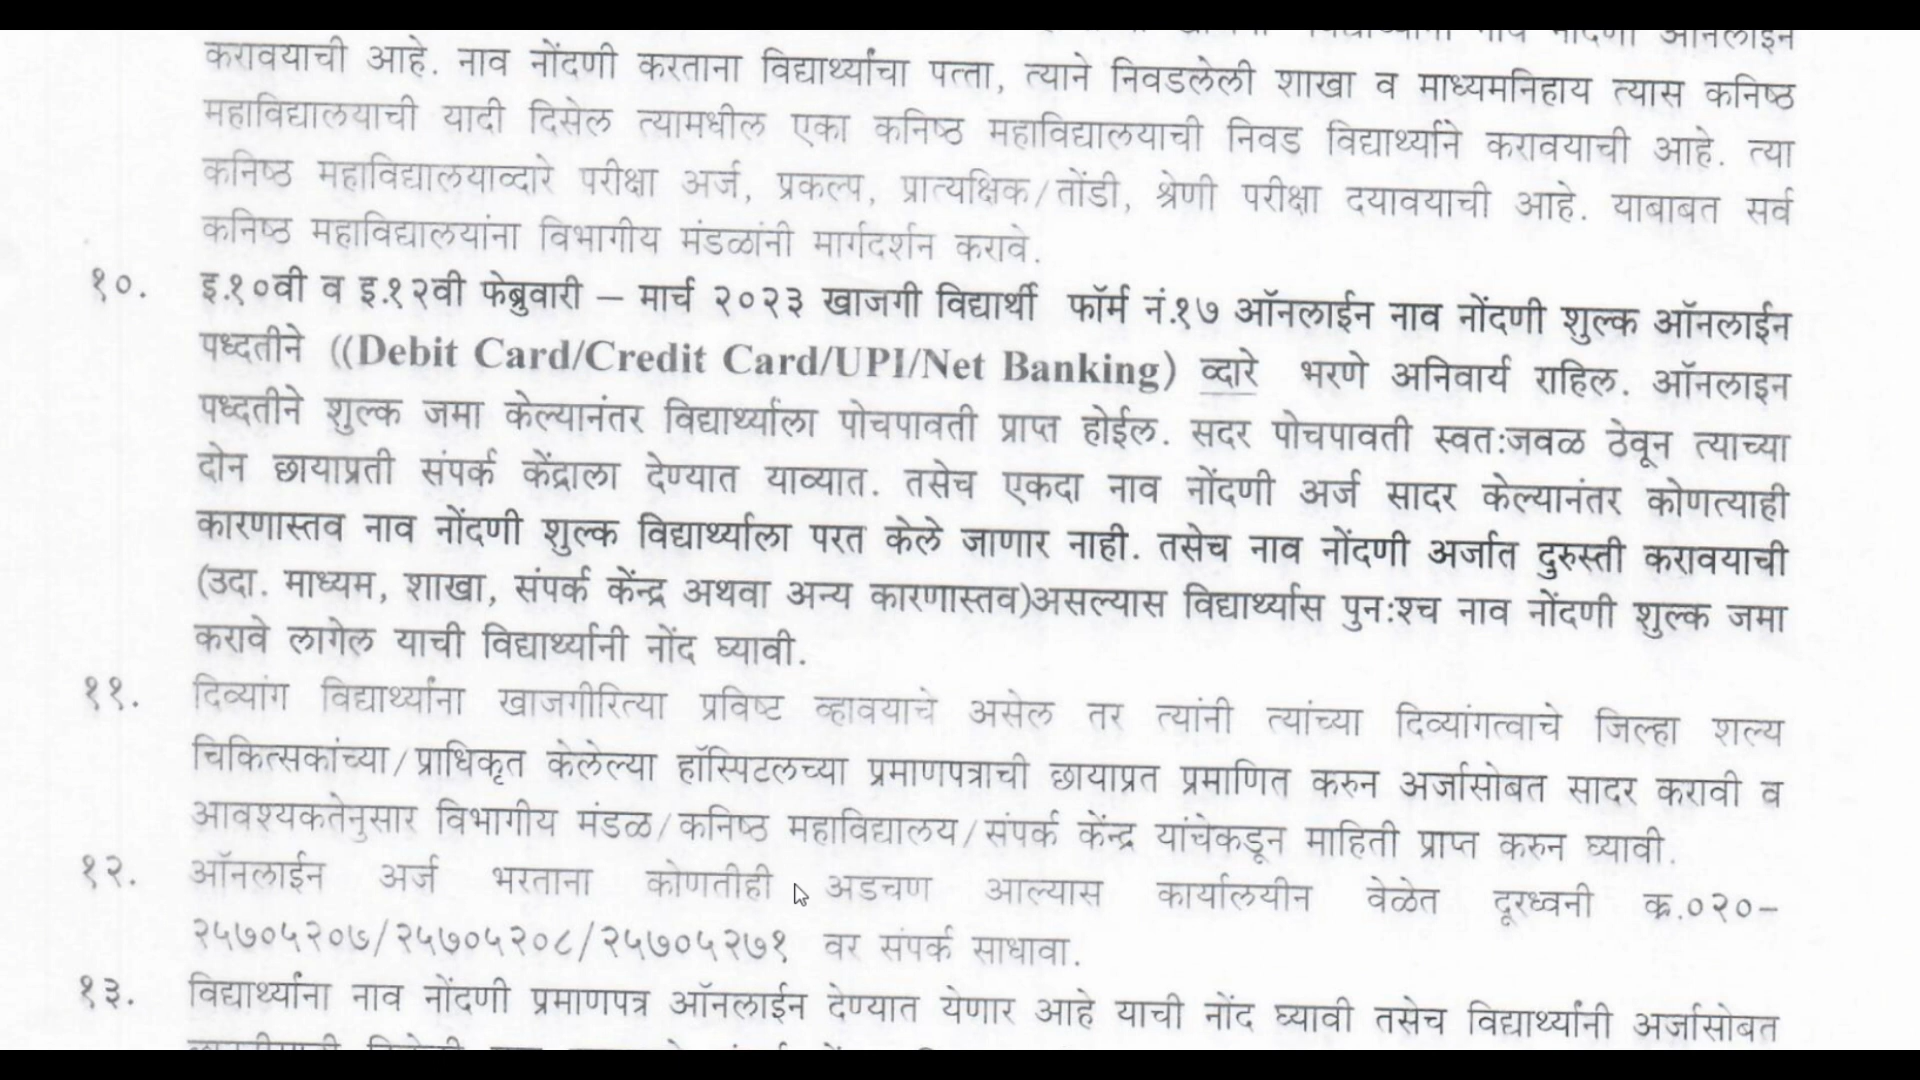 करावयाची आहे. नाव नोंदणी करताना विद्यार्थ्यांचा पत्ता, त्याने निवडलेली शाखा व माध्यमनिहाय त्यास कनिष्ठ
महाविद्यालयाची यादी दिसेल त्यामधील एका कनिष्ठ महाविद्यालयाची निवड विद्यार्थ्याने करावयाची आहे. त्या
कनिष्ठ महाविद्यालयाव्दारे परीक्षा अर्ज, प्रकल्प, प्रात्यक्षिक/तोंडी, श्रेणी परीक्षा दयावयाची आहे. याबाबत सर्व
कनिष्ठ महाविद्यालयांना विभागीय मंडळांनी मार्गदर्शन करावे.
१०. इ.१०वी व इ.१२वी फेब्रुवारी – मार्च २०२३ खाजगी विद्यार्थी फॉर्म नं.१७ ऑनलाईन नाव नोंदणी शुल्क ऑनलाईन
पध्दतीने ((Debit Card/Credit Card/UPI/Net Banking) व्दारे भरणे अनिवार्य राहिल. ऑनलाइन
पध्दतीने शुल्क जमा केल्यानंतर विद्यार्थ्याला पोचपावती प्राप्त होईल. सदर पोचपावती स्वत:जवळ ठेवून त्याच्या
दोन छायाप्रती संपर्क केंद्राला देण्यात याव्यात. तसेच एकदा नाव नोंदणी अर्ज सादर केल्यानंतर कोणत्याही
कारणास्तव नाव नोंदणी शुल्क विद्यार्थ्याला परत केले जाणार नाही. तसेच नाव नोंदणी अर्जात दुरुस्ती करावयाची
(उदा. माध्यम, शाखा, संपर्क केंन्द्र अथवा अन्य कारणास्तव)असल्यास विद्यार्थ्यास पुन:श्च नाव नोंदणी शुल्क जमा
करावे लागेल याची विद्यार्थ्यांनी नोंद घ्यावी.
११. दिव्यांग विद्यार्थ्यांना खाजगीरित्या प्रविष्ट व्हावयाचे असेल तर त्यांनी त्यांच्या दिव्यांगत्वाचे जिल्हा शल्य
चिकित्सकांच्या/प्राधिकृत केलेल्या हॉस्पिटलच्या प्रमाणपत्राची छायाप्रत प्रमाणित करुन अर्जासोबत सादर करावी व
आवश्यकतेनुसार विभागीय मंडळ/कनिष्ठ महाविद्यालय/संपर्क केंन्द्र यांचेकडून माहिती प्राप्त करुन घ्यावी.
१२. ऑनलाईन अर्ज भरताना कोणतीही अडचण आल्यास कार्यालयीन वेळेत दूरध्वनी क्र.०२०–
२५७०५२०७/२५७०५२०८/२५७०५२७१ वर संपर्क साधावा.
१३. विद्यार्थ्यांना नाव नोंदणी प्रमाणपत्र ऑनलाईन देण्यात येणार आहे याची नोंद घ्यावी तसेच विद्यार्थ्यांनी अर्जासोबत